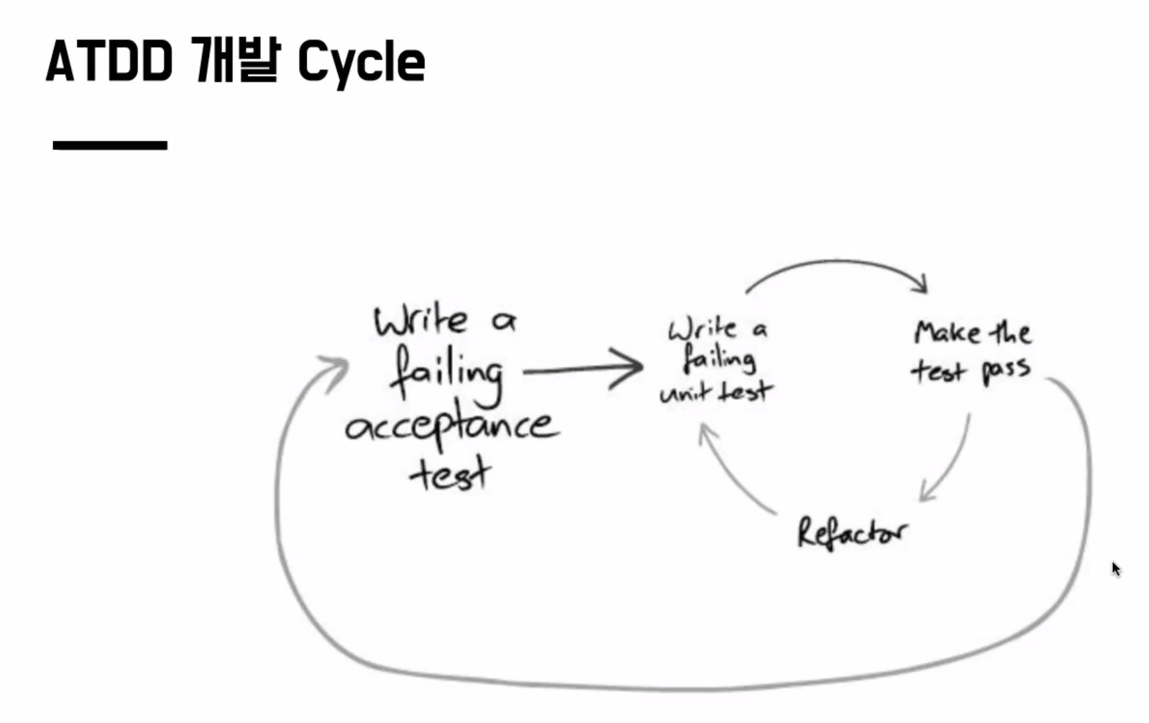 ATDD 개발 Cycle
Write a
failing
acceptance
test
Write a
failing
unit test
Make the
test pass
Refactor